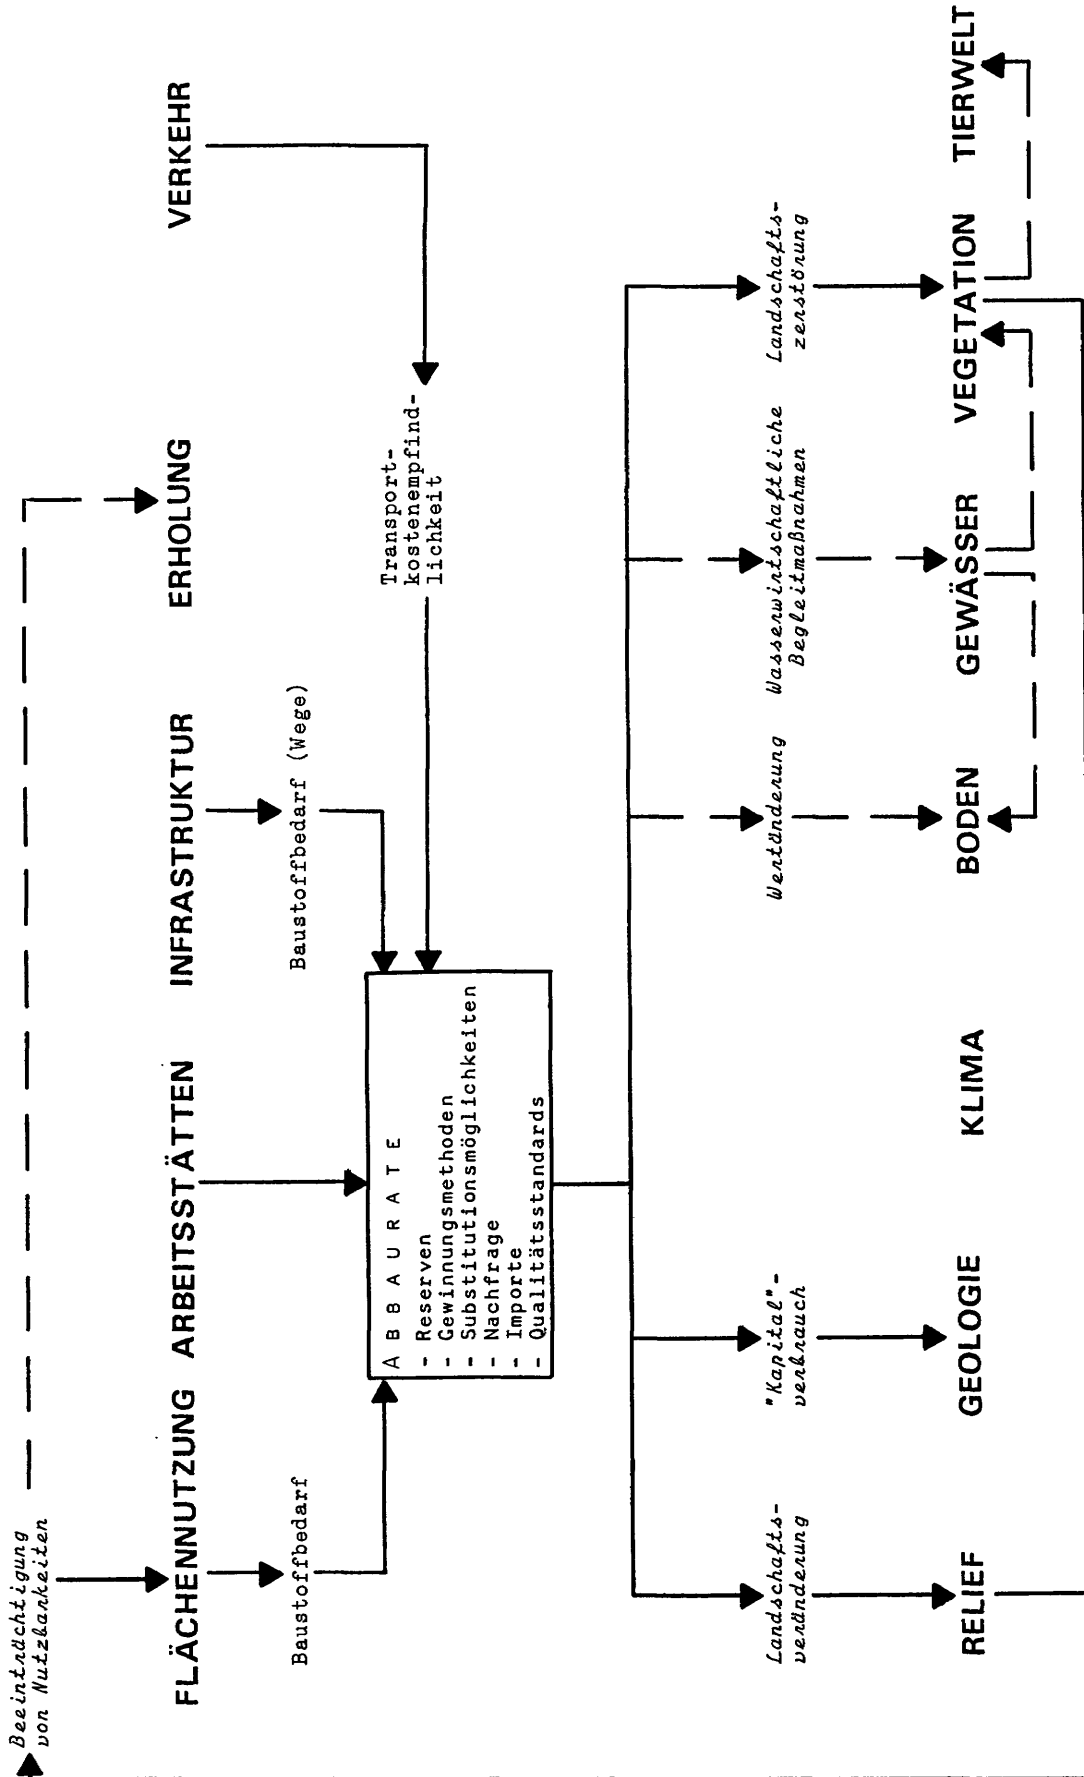 Beeinträchtigung
von Nutzbarkeiten
FLÄCHENNUTZUNG ARBEITSSTÄTTEN INFRASTRUKTUR ERHOLUNG VERKEHR
Baustoffbedarf
Baustoffbedarf (Wege)
Transport-
kostenempfind-
lichkeit
A B B A U R A T E
- Reserven
- Gewinnungsmethoden
- Substitutionsmöglichkeiten
- Nachfrage
- Importe
- Qualitätsstandards
Landschafts-
veränderung
"Kapital"-
verbrauch
Wertänderung
Wasserwirtschaftliche
Begleitmaßnahmen
Landschafts-
zerstörung
RELIEF GEOLOGIE KLIMA BODEN GEWÄSSER VEGETATION TIERWELT